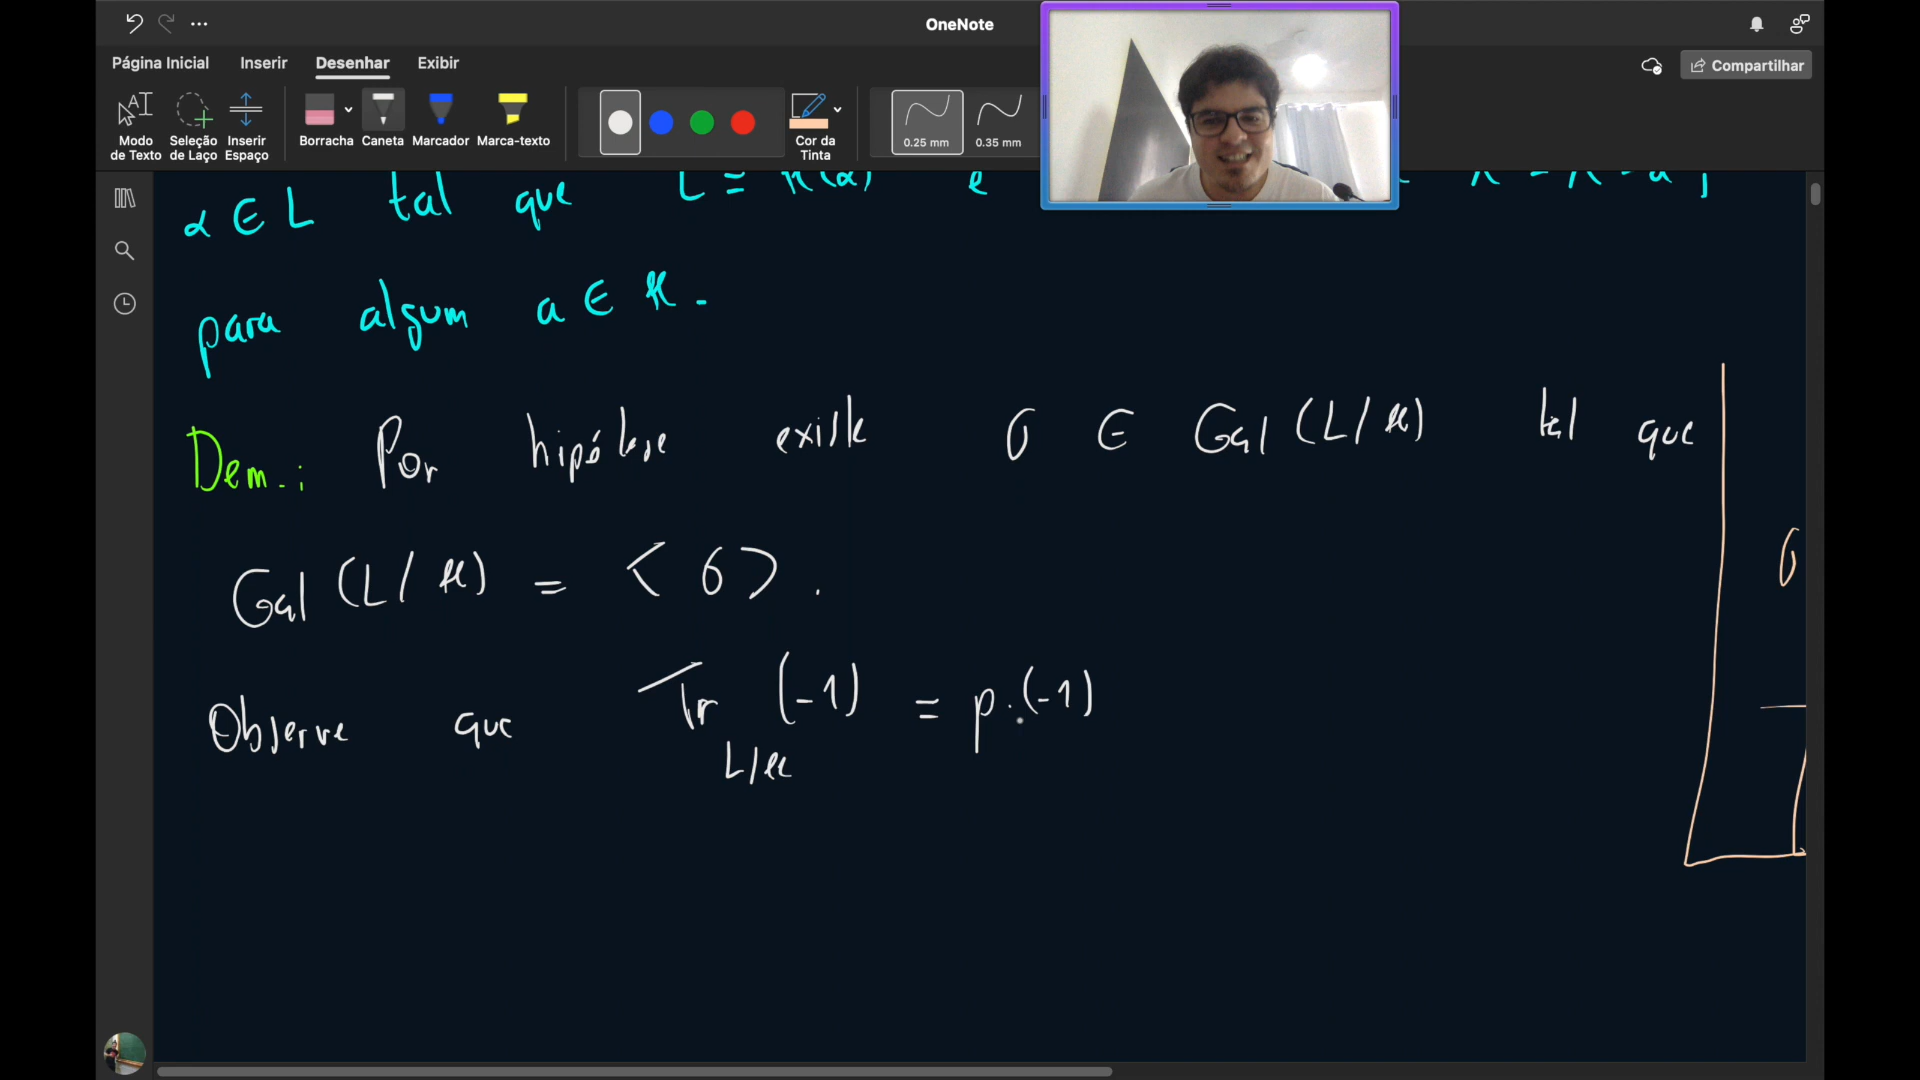 OneNote
Página Inicial Inserir Desenhar Exibir
Compartilhar
Modo de Texto Seleção de Laço Inserir Espaço Borracha Caneta Marcador Marca-texto Cor da Tinta 0.25 mm 0.35 mm
α ∈ L tal que L = K(α) e
para algum a ∈ K.
Dem.: Por hipótese existe σ ∈ Gal(L/K) tal que
Gal(L/K) = <σ>.
σ
Observe que Tr (-1) = p.(-1)
L/K